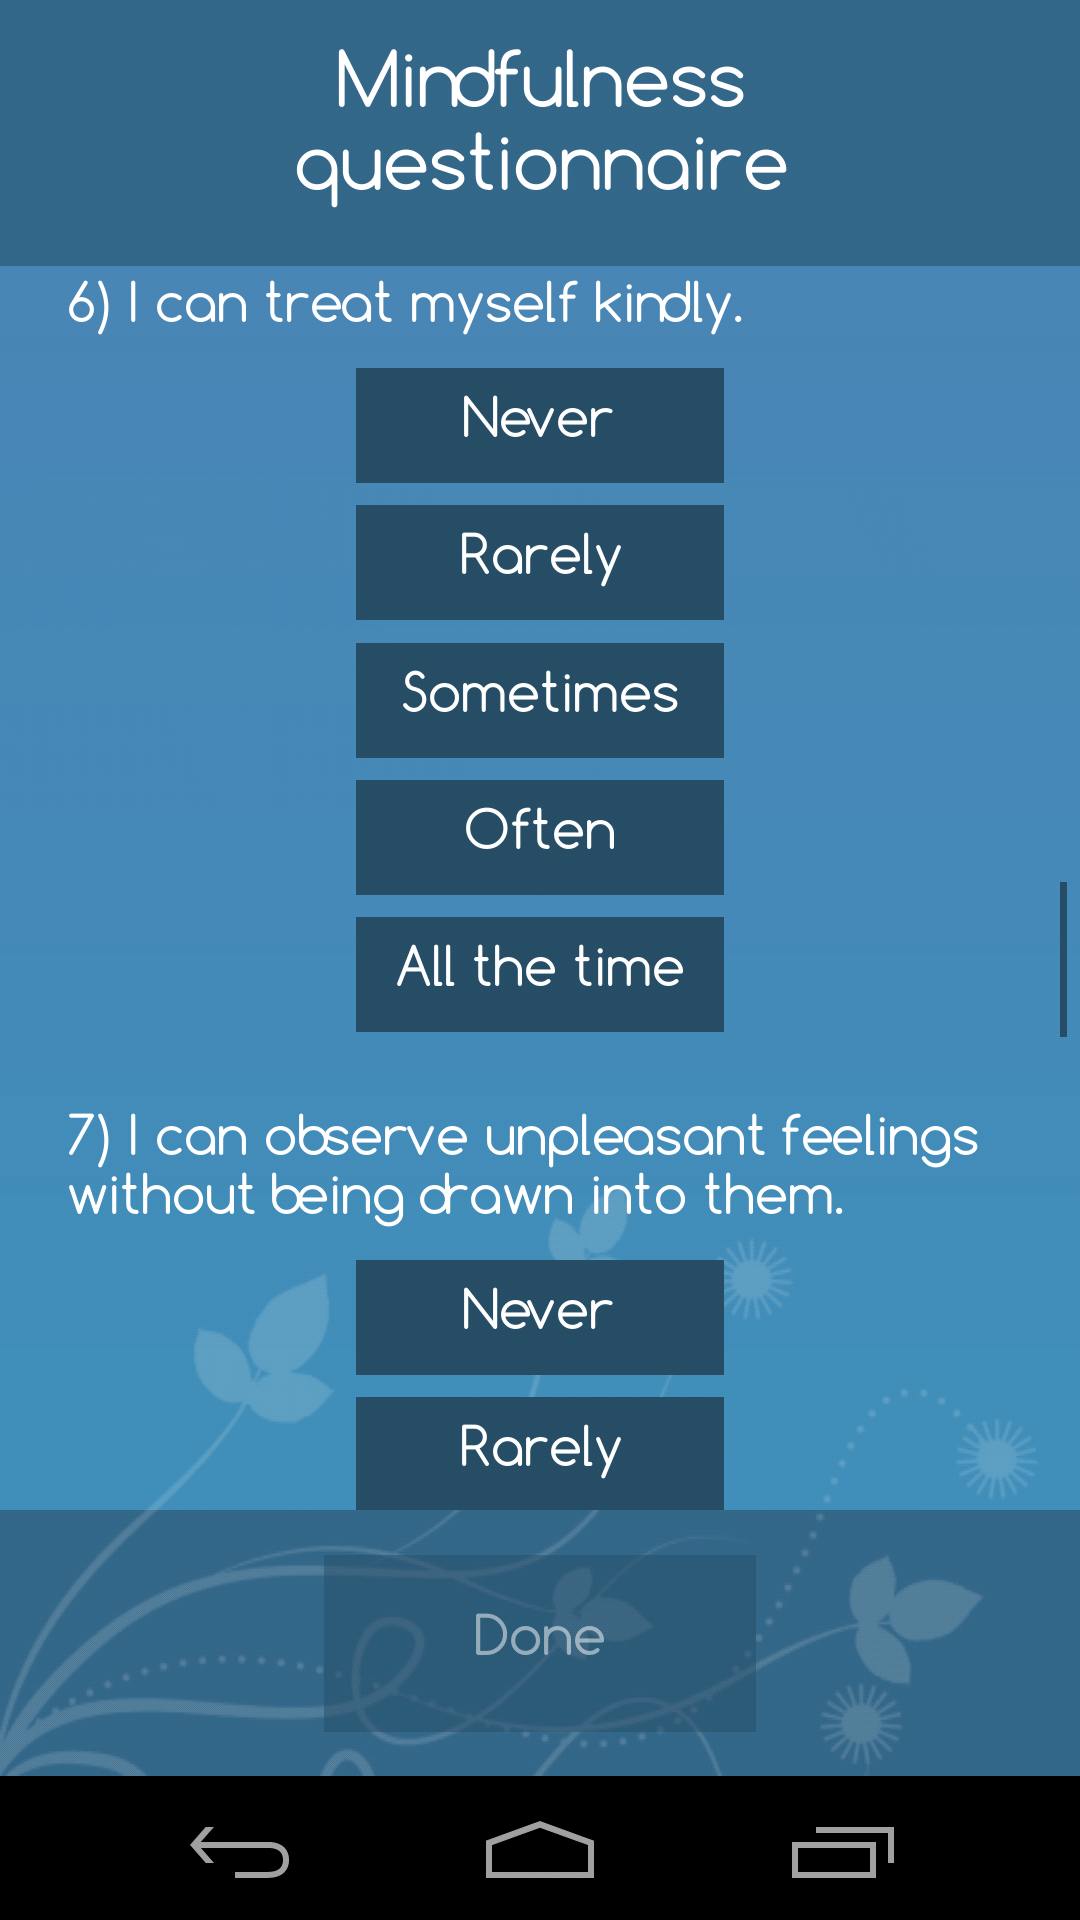 Mindfulness
questionnaire
6) I can treat myself kindly.
Never
Rarely
Sometimes
Often
All the time
7) I can observe unpleasant feelings
without being drawn into them.
Never
Rarely
Done